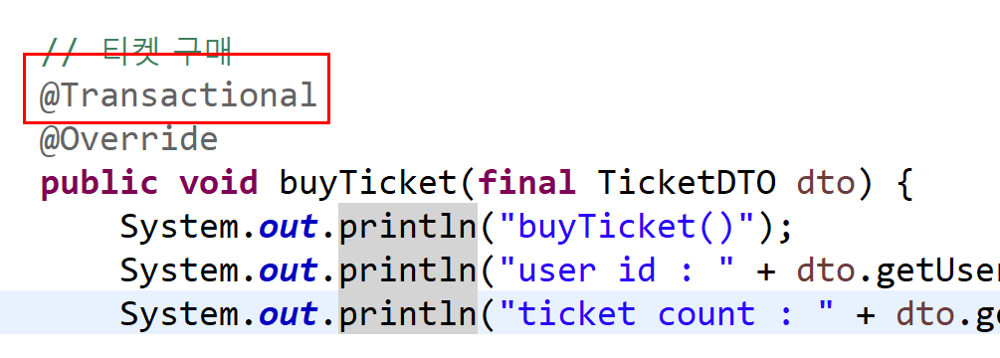 // 티켓 구매
@Transactional
@Override
public void buyTicket(final TicketDTO dto) {
System.out.println("buyTicket()");
System.out.println("user id : " + dto.getUser
System.out.println("ticket count : " + dto.ge